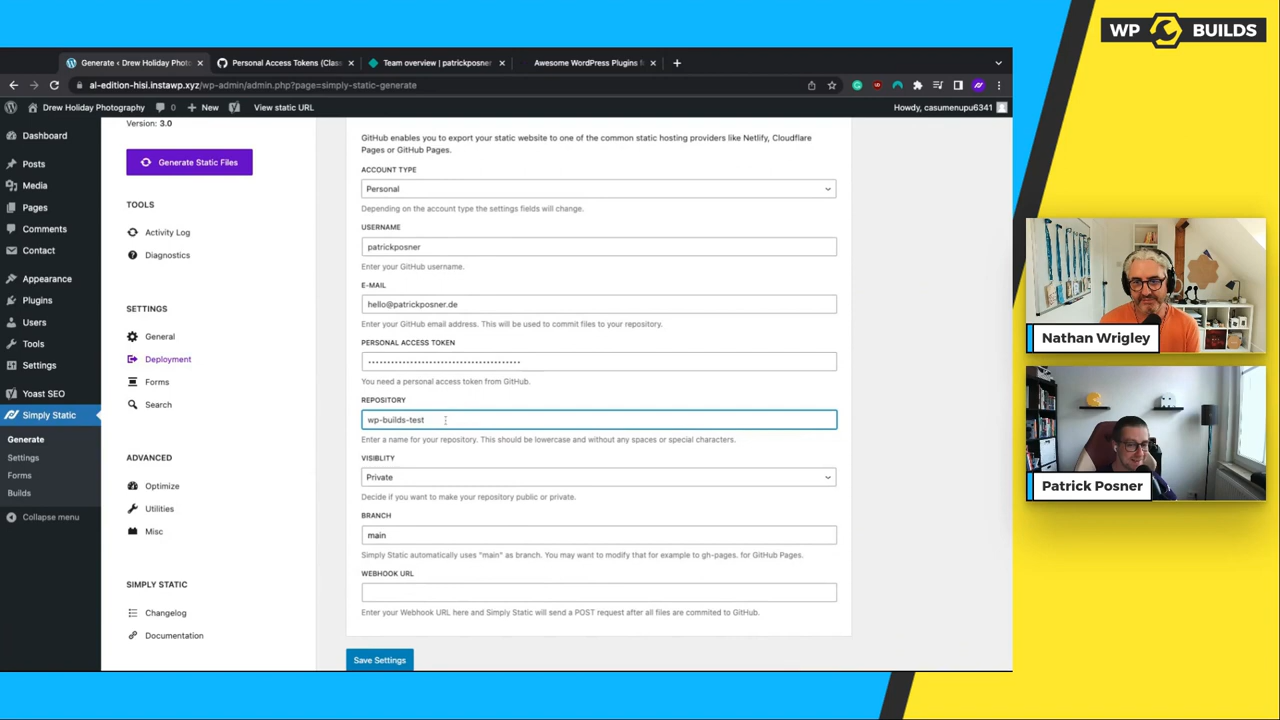 WP BUILDS
Generate ‹ Drew Holiday Phot
Personal Access Tokens (Class
Team overview | patrickposner
Awesome WordPress Plugins f
al-edition-hisi.instawp.xyz/wp-admin/admin.php?page=simply-static-generate
Drew Holiday Photography
0
New
View static URL
Howdy, casumenupu6341
Dashboard
Posts
Media
Pages
Comments
Contact
Appearance
Plugins
Users
Tools
Settings
Yoast SEO
Simply Static
Generate
Settings
Forms
Builds
Collapse menu
Version: 3.0
Generate Static Files
TOOLS
Activity Log
Diagnostics
SETTINGS
General
Deployment
Forms
Search
ADVANCED
Optimize
Utilities
Misc
SIMPLY STATIC
Changelog
Documentation
GitHub enables you to export your static website to one of the common static hosting providers like Netlify, Cloudflare
Pages or GitHub Pages.
ACCOUNT TYPE
Personal
Depending on the account type the settings fields will change.
USERNAME
patrickposner
Enter your GitHub username.
E-MAIL
hello@patrickposner.de
Enter your GitHub email address. This will be used to commit files to your repository.
PERSONAL ACCESS TOKEN
You need a personal access token from GitHub.
REPOSITORY
wp-builds-test
Enter a name for your repository. This should be lowercase and without any spaces or special characters.
VISIBLITY
Private
Decide if you want to make your repository public or private.
BRANCH
main
Simply Static automatically uses "main" as branch. You may want to modify that for example to gh-pages. for GitHub Pages.
WEBHOOK URL
Enter your Webhook URL here and Simply Static will send a POST request after all files are commited to GitHub.
Save Settings
Nathan Wrigley
Patrick Posner